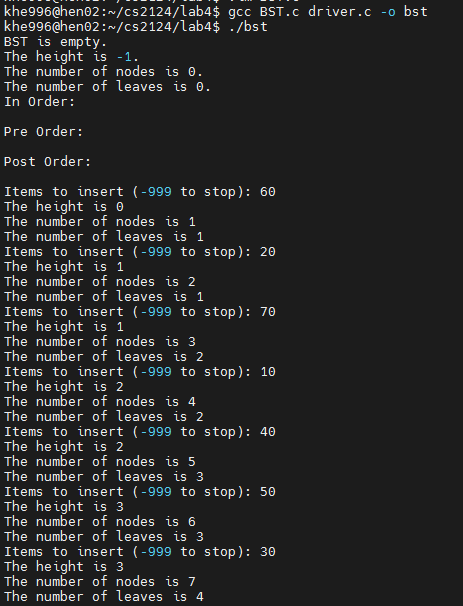 khe996@hen02:~/cs2124/lab4$ gcc BST.c driver.c -o bst
khe996@hen02:~/cs2124/lab4$ ./bst
BST is empty.
The height is -1.
The number of nodes is 0.
The number of leaves is 0.
In Order:
Pre Order:
Post Order:
Items to insert (-999 to stop): 60
The height is 0
The number of nodes is 1
The number of leaves is 1
Items to insert (-999 to stop): 20
The height is 1
The number of nodes is 2
The number of leaves is 1
Items to insert (-999 to stop): 70
The height is 1
The number of nodes is 3
The number of leaves is 2
Items to insert (-999 to stop): 10
The height is 2
The number of nodes is 4
The number of leaves is 2
Items to insert (-999 to stop): 40
The height is 2
The number of nodes is 5
The number of leaves is 3
Items to insert (-999 to stop): 50
The height is 3
The number of nodes is 6
The number of leaves is 3
Items to insert (-999 to stop): 30
The height is 3
The number of nodes is 7
The number of leaves is 4